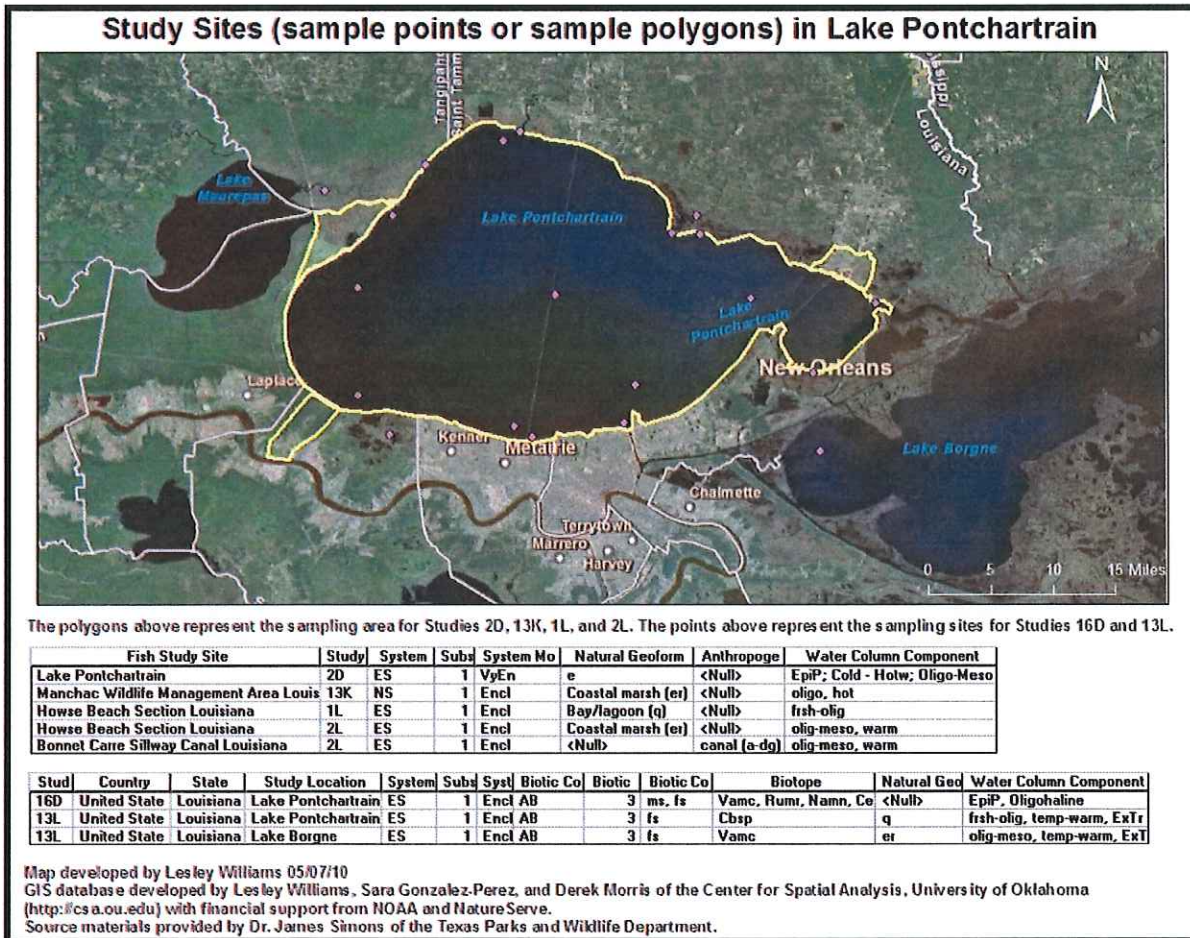 Study Sites (sample points or sample polygons) in Lake Pontchartrain
N
Tangipaho
Saint Tamm
ssippi
Louisiana
Lake
Maurepas
Lake Pontchartrain
Lake
Pontchartrain
New Orleans
Laplace
Kenner
Metairie
Lake Borgne
Chalmette
Terrytown
Marrero
Harvey
0 5 10 15 Miles
The polygons above represent the sampling area for Studies 2D, 13K, 1L, and 2L. The points above represent the sampling sites for Studies 16D and 13L.
Fish Study Site Study System Subs System Mo Natural Geoform Anthropoge Water Column Component
Lake Pontchartrain 2D ES 1 VyEn e <Null> EpiP; Cold - Hotw; Oligo-Meso
Manchac Wildlife Management Area Louis 13K NS 1 Encl Coastal marsh (er) <Null> oligo, hot
Howse Beach Section Louisiana 1L ES 1 Encl Bay/lagoon (q) <Null> frsh-olig
Howse Beach Section Louisiana 2L ES 1 Encl Coastal marsh (er) <Null> olig-meso, warm
Bonnet Carre Sillway Canal Louisiana 2L ES 1 Encl <Null> canal (a-dg) olig-meso, warm
Stud Country State Study Location System Subs Syst Biotic Co Biotic Biotic Co Biotope Natural Geo Water Column Component
16D United State Louisiana Lake Pontchartrain ES 1 Encl AB 3 ms, fs Vamc, Rumr, Namn, Ce <Null> EpiP, Oligohaline
13L United State Louisiana Lake Pontchartrain ES 1 Encl AB 3 fs Cbsp q frsh-olig, temp-warm, ExTr
13L United State Louisiana Lake Borgne ES 1 Encl AB 3 fs Vamc er olig-meso, temp-warm, ExT
Map developed by Lesley Williams 05/07/10
GIS database developed by Lesley Williams, Sara Gonzalez-Perez, and Derek Morris of the Center for Spatial Analysis, University of Oklahoma
(http://csa.ou.edu) with financial support from NOAA and NatureServe.
Source materials provided by Dr. James Simons of the Texas Parks and Wildlife Department.